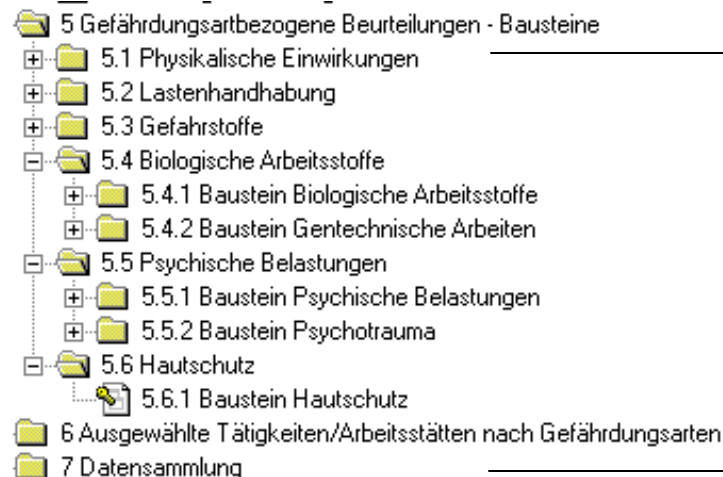 5 Gefährdungsartbezogene Beurteilungen - Bausteine
5.1 Physikalische Einwirkungen
5.2 Lastenhandhabung
5.3 Gefahrstoffe
5.4 Biologische Arbeitsstoffe
5.4.1 Baustein Biologische Arbeitsstoffe
5.4.2 Baustein Gentechnische Arbeiten
5.5 Psychische Belastungen
5.5.1 Baustein Psychische Belastungen
5.5.2 Baustein Psychotrauma
5.6 Hautschutz
5.6.1 Baustein Hautschutz
6 Ausgewählte Tätigkeiten/Arbeitsstätten nach Gefährdungsarten
7 Datensammlung